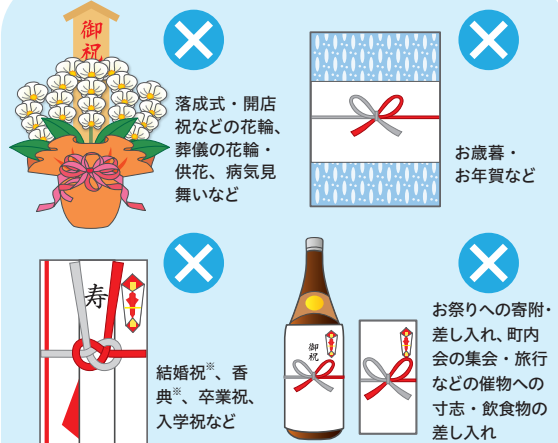 御祝
落成式・開店
祝などの花輪、
葬儀の花輪・
供花、病気見
舞いなど
お歳暮・
お年賀など
寿
結婚祝※、香
典※、卒業祝、
入学祝など
御祝
お祭りへの寄附・
差し入れ、町内
会の集会・旅行
などの催物への
寸志・飲食物の
差し入れ